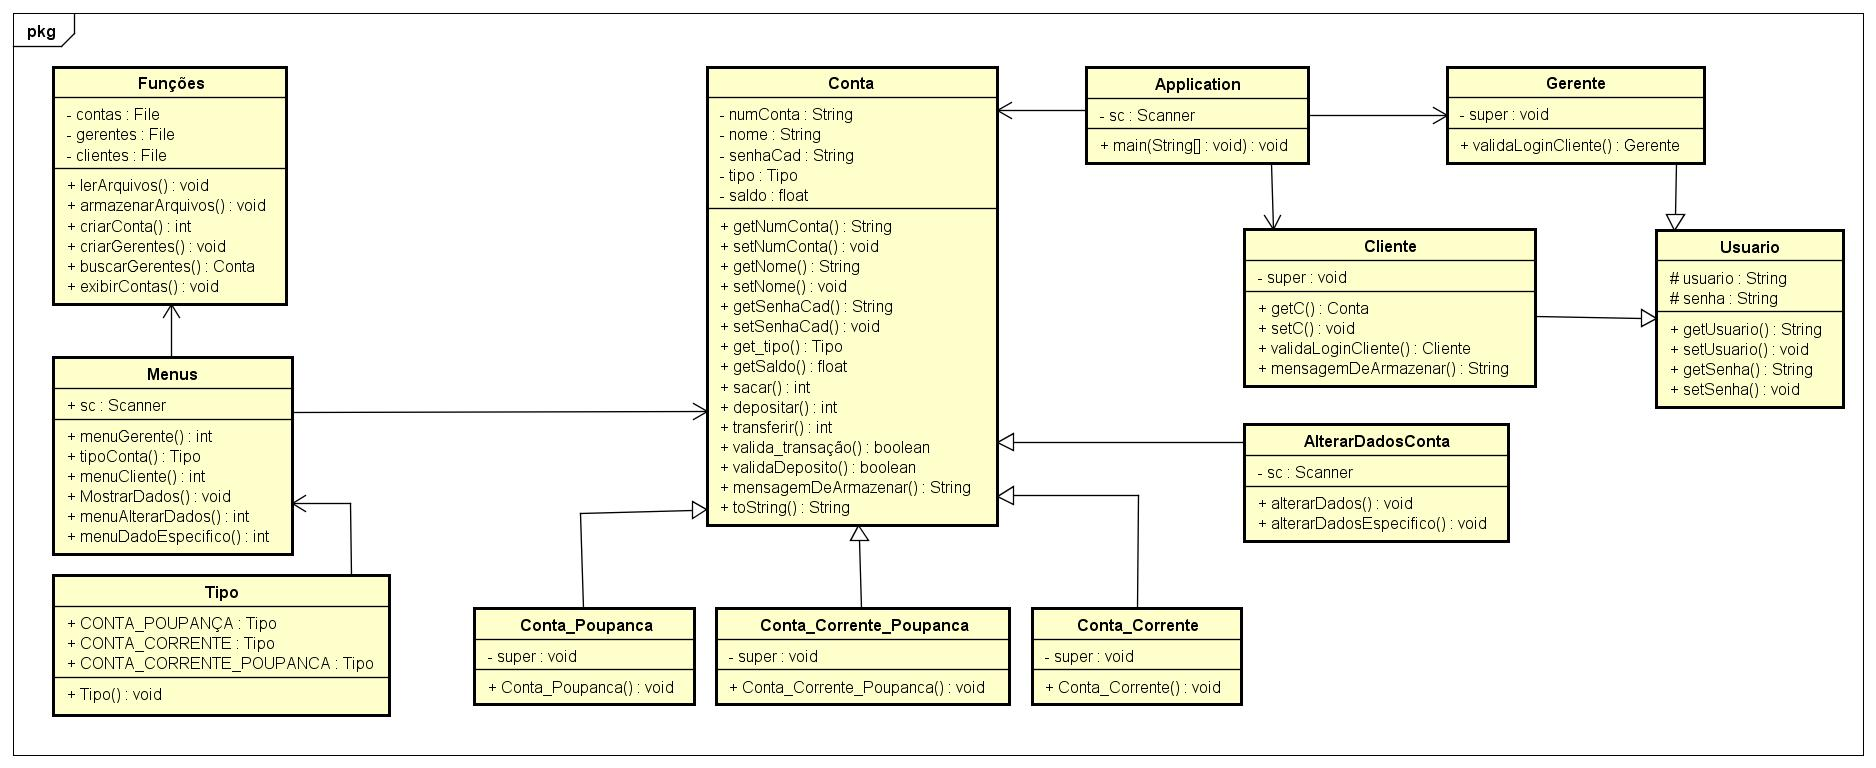 pkg
Funções
- contas : File
- gerentes : File
- clientes : File
+ lerArquivos() : void
+ armazenarArquivos() : void
+ criarConta() : int
+ criarGerentes() : void
+ buscarGerentes() : Conta
+ exibirContas() : void
Menus
+ sc : Scanner
+ menuGerente() : int
+ tipoConta() : Tipo
+ menuCliente() : int
+ MostrarDados() : void
+ menuAlterarDados() : int
+ menuDadoEspecifico() : int
Tipo
+ CONTA_POUPANÇA : Tipo
+ CONTA_CORRENTE : Tipo
+ CONTA_CORRENTE_POUPANCA : Tipo
+ Tipo() : void
Conta
- numConta : String
- nome : String
- senhaCad : String
- tipo : Tipo
- saldo : float
+ getNumConta() : String
+ setNumConta() : void
+ getNome() : String
+ setNome() : void
+ getSenhaCad() : String
+ setSenhaCad() : void
+ get_tipo() : Tipo
+ getSaldo() : float
+ sacar() : int
+ depositar() : int
+ transferir() : int
+ valida_transação() : boolean
+ validaDeposito() : boolean
+ mensagemDeArmazenar() : String
+ toString() : String
Conta_Poupanca
- super : void
+ Conta_Poupanca() : void
Conta_Corrente_Poupanca
- super : void
+ Conta_Corrente_Poupanca() : void
Conta_Corrente
- super : void
+ Conta_Corrente() : void
Application
- sc : Scanner
+ main(String[] : void) : void
Gerente
- super : void
+ validaLoginCliente() : Gerente
Cliente
- super : void
+ getC() : Conta
+ setC() : void
+ validaLoginCliente() : Cliente
+ mensagemDeArmazenar() : String
Usuario
# usuario : String
# senha : String
+ getUsuario() : String
+ setUsuario() : void
+ getSenha() : String
+ setSenha() : void
AlterarDadosConta
- sc : Scanner
+ alterarDados() : void
+ alterarDadosEspecifico() : void